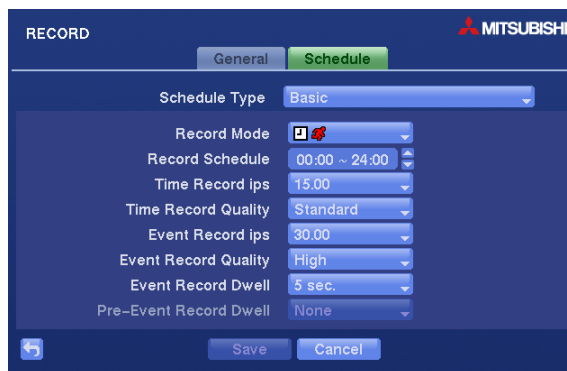 RECORD
MITSUBISHI
General
Schedule
Schedule Type Basic
Record Mode
Record Schedule 00:00 ~ 24:00
Time Record ips 15.00
Time Record Quality Standard
Event Record ips 30.00
Event Record Quality High
Event Record Dwell 5 sec.
Pre-Event Record Dwell None
Save
Cancel